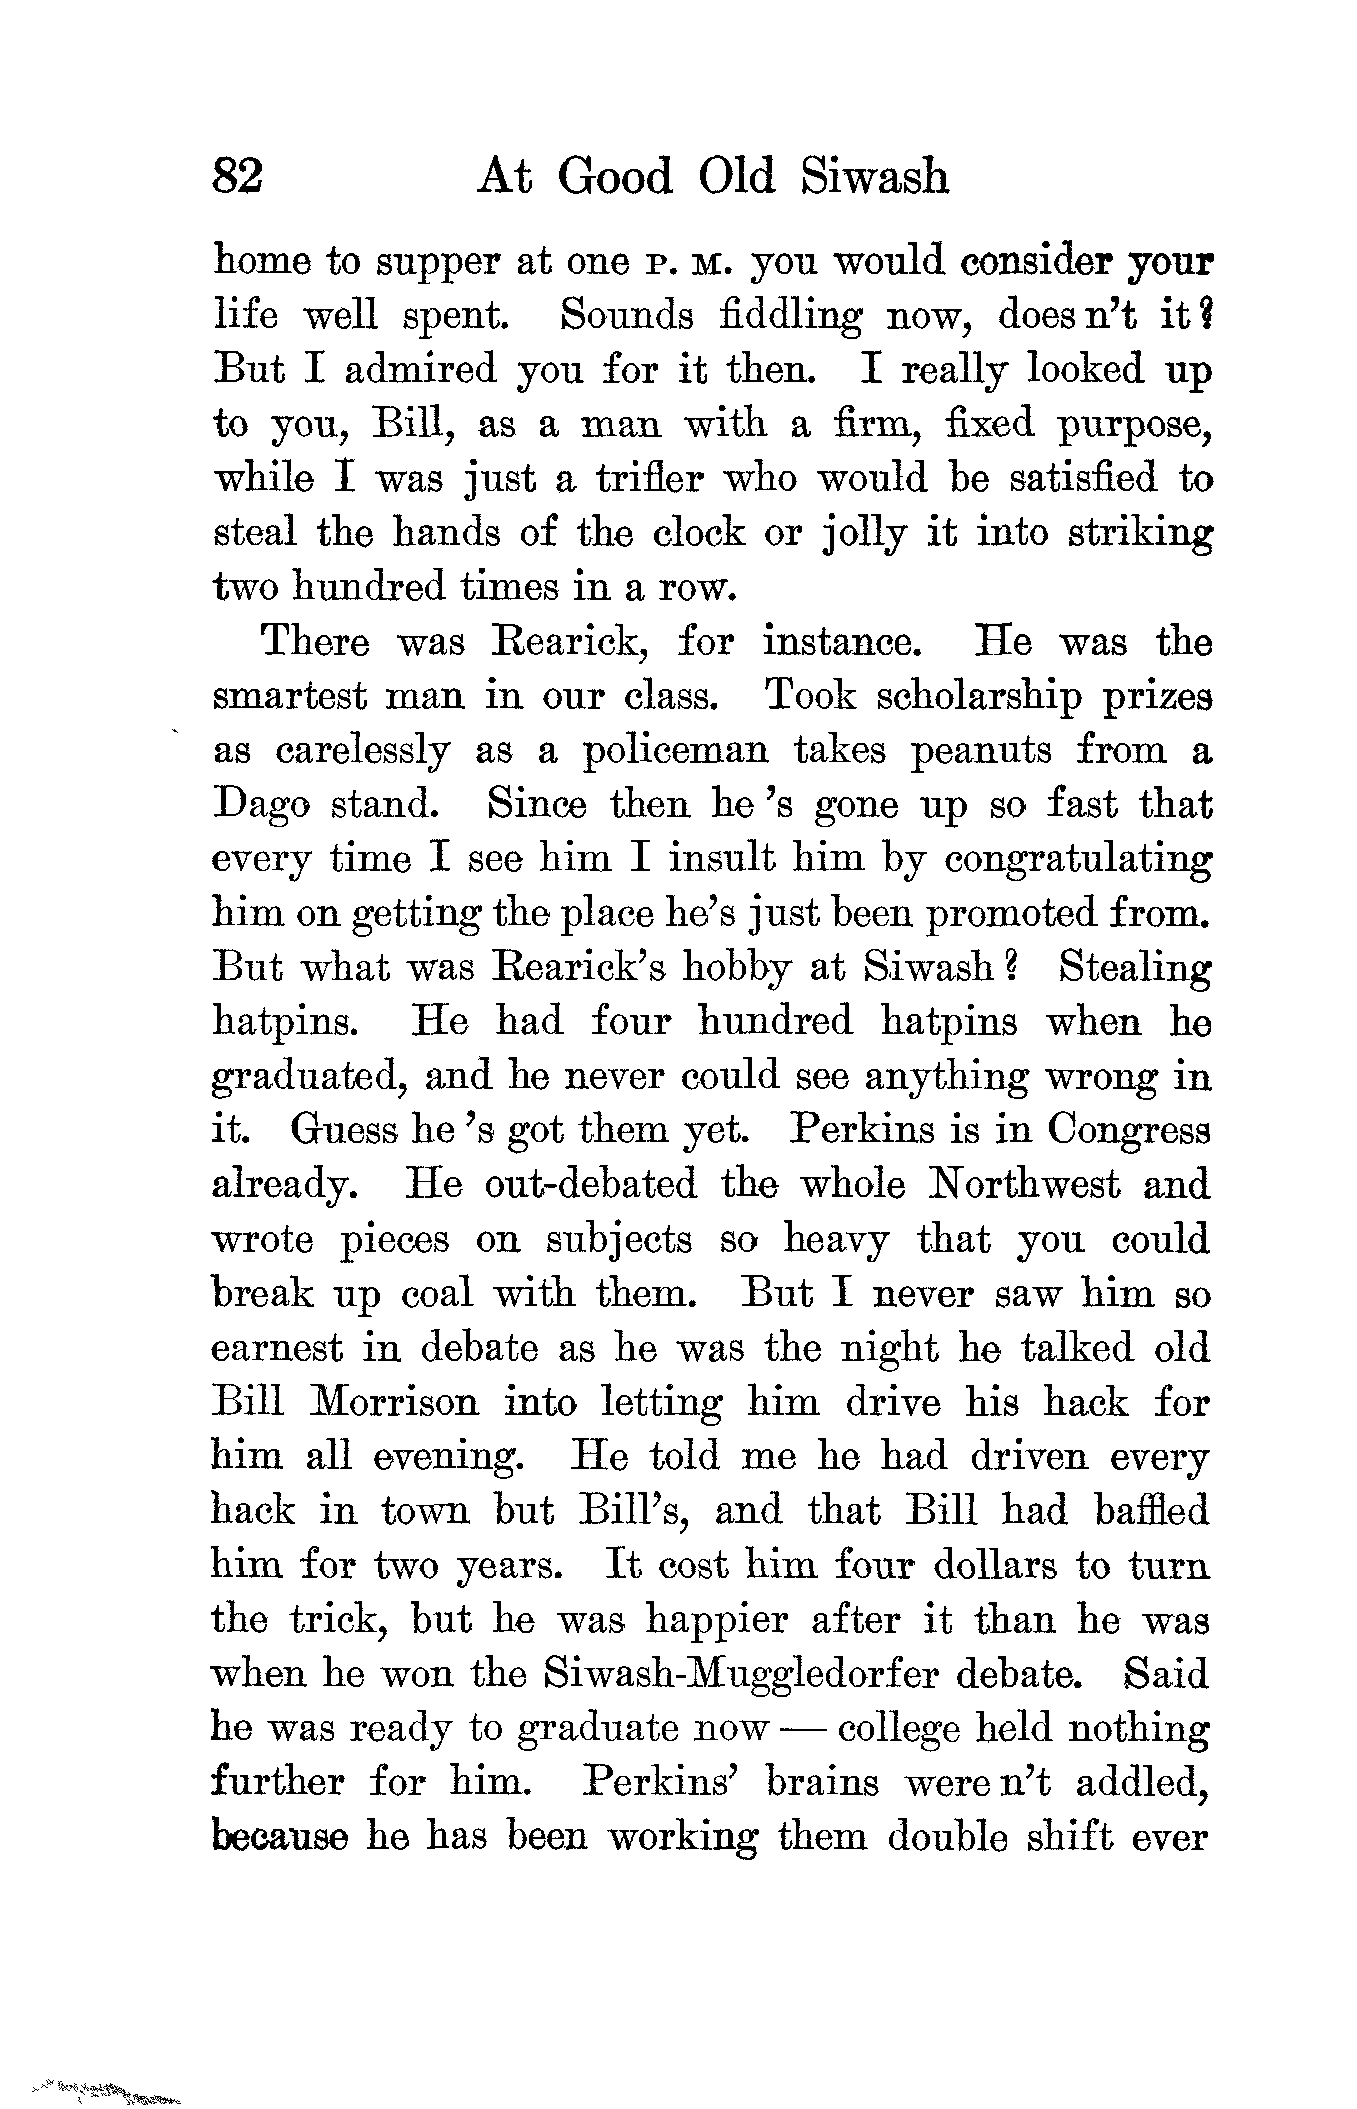 82 At Good Old Siwash
home to supper at one P. M. you would consider your
life well spent. Sounds fiddling now, does n't it?
But I admired you for it then. I really looked up
to you, Bill, as a man with a firm, fixed purpose,
while I was just a trifler who would be satisfied to
steal the hands of the clock or jolly it into striking
two hundred times in a row.
There was Rearick, for instance. He was the
smartest man in our class. Took scholarship prizes
as carelessly as a policeman takes peanuts from a
Dago stand. Since then he 's gone up so fast that
every time I see him I insult him by congratulating
him on getting the place he's just been promoted from.
But what was Rearick's hobby at Siwash? Stealing
hatpins. He had four hundred hatpins when he
graduated, and he never could see anything wrong in
it. Guess he 's got them yet. Perkins is in Congress
already. He out-debated the whole Northwest and
wrote pieces on subjects so heavy that you could
break up coal with them. But I never saw him so
earnest in debate as he was the night he talked old
Bill Morrison into letting him drive his hack for
him all evening. He told me he had driven every
hack in town but Bill's, and that Bill had baffled
him for two years. It cost him four dollars to turn
the trick, but he was happier after it than he was
when he won the Siwash-Muggledorfer debate. Said
he was ready to graduate now — college held nothing
further for him. Perkins' brains were n't addled,
because he has been working them double shift ever